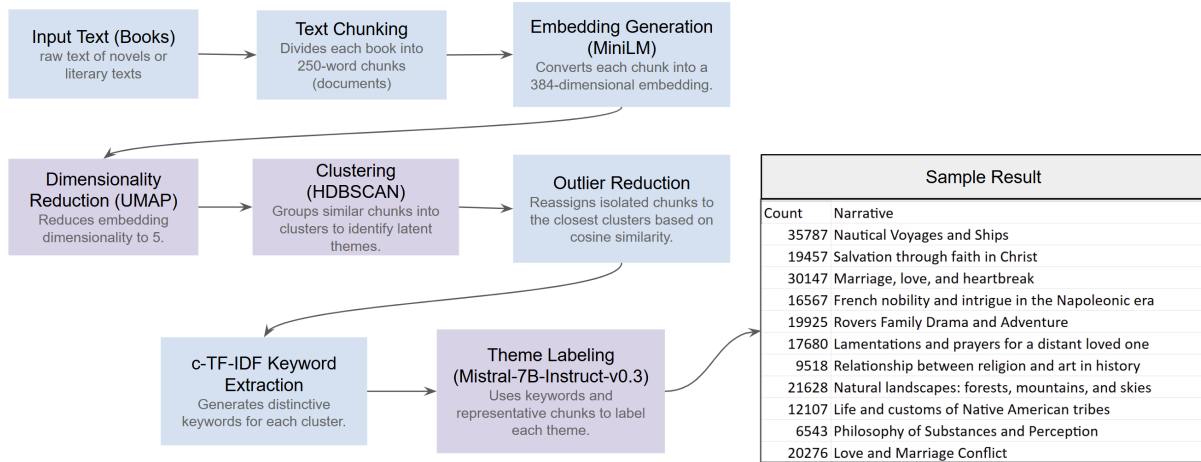 Input Text (Books)
raw text of novels or
literary texts
Text Chunking
Divides each book into
250-word chunks
(documents)
Embedding Generation
(MiniLM)
Converts each chunk into a
384-dimensional embedding.
Dimensionality
Reduction (UMAP)
Reduces embedding
dimensionality to 5.
Clustering
(HDBSCAN)
Groups similar chunks into
clusters to identify latent
themes.
Outlier Reduction
Reassigns isolated chunks to
the closest clusters based on
cosine similarity.
c-TF-IDF Keyword
Extraction
Generates distinctive
keywords for each cluster.
Theme Labeling
(Mistral-7B-Instruct-v0.3)
Uses keywords and
representative chunks to label
each theme.
Sample Result
Count Narrative
35787 Nautical Voyages and Ships
19457 Salvation through faith in Christ
30147 Marriage, love, and heartbreak
16567 French nobility and intrigue in the Napoleonic era
19925 Rovers Family Drama and Adventure
17680 Lamentations and prayers for a distant loved one
9518 Relationship between religion and art in history
21628 Natural landscapes: forests, mountains, and skies
12107 Life and customs of Native American tribes
6543 Philosophy of Substances and Perception
20276 Love and Marriage Conflict